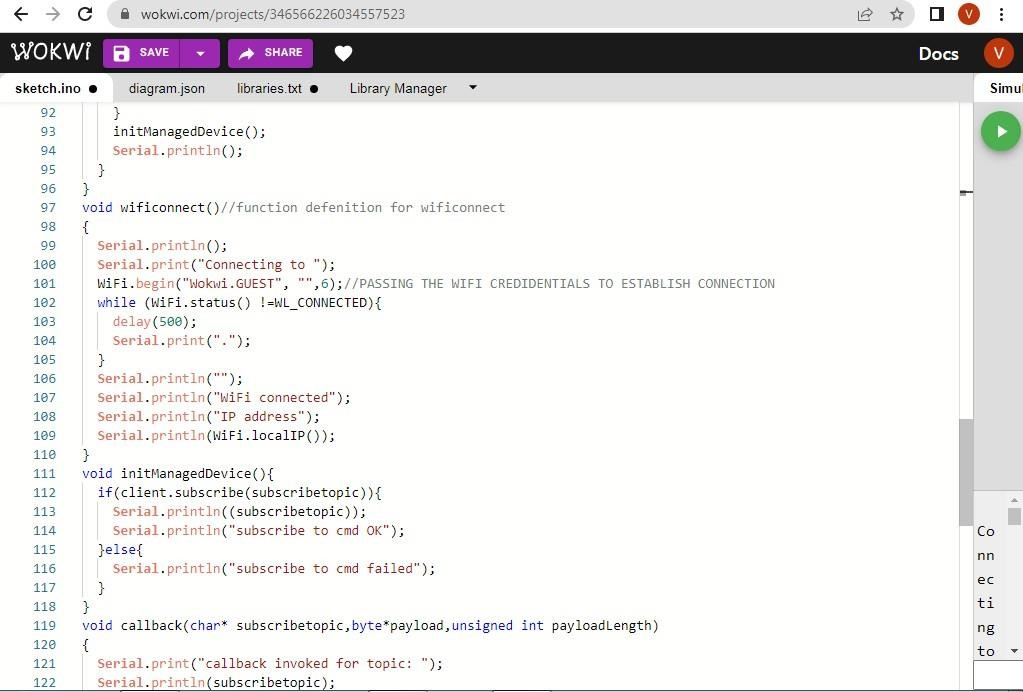 wokwi.com/projects/346566226034557523
V
WOKWI SAVE SHARE Docs V
sketch.ino diagram.json libraries.txt Library Manager Simul
92 }
93 initManagedDevice();
94 Serial.println();
95 }
96 }
97 void wificonnect()//function defenition for wificonnect
98 {
99 Serial.println();
100 Serial.print("Connecting to ");
101 WiFi.begin("Wokwi.GUEST", "",6);//PASSING THE WIFI CREDIDENTIALS TO ESTABLISH CONNECTION
102 while (WiFi.status() !=WL_CONNECTED){
103 delay(500);
104 Serial.print(".");
105 }
106 Serial.println("");
107 Serial.println("WiFi connected");
108 Serial.println("IP address");
109 Serial.println(WiFi.localIP());
110 }
111 void initManagedDevice(){
112 if(client.subscribe(subscribetopic)){
113 Serial.println((subscribetopic));
114 Serial.println("subscribe to cmd OK");
115 }else{
116 Serial.println("subscribe to cmd failed");
117 }
118 }
119 void callback(char* subscribetopic,byte*payload,unsigned int payloadLength)
120 {
121 Serial.print("callback invoked for topic: ");
122 Serial.println(subscribetopic);
Co
nn
ec
ti
ng
to